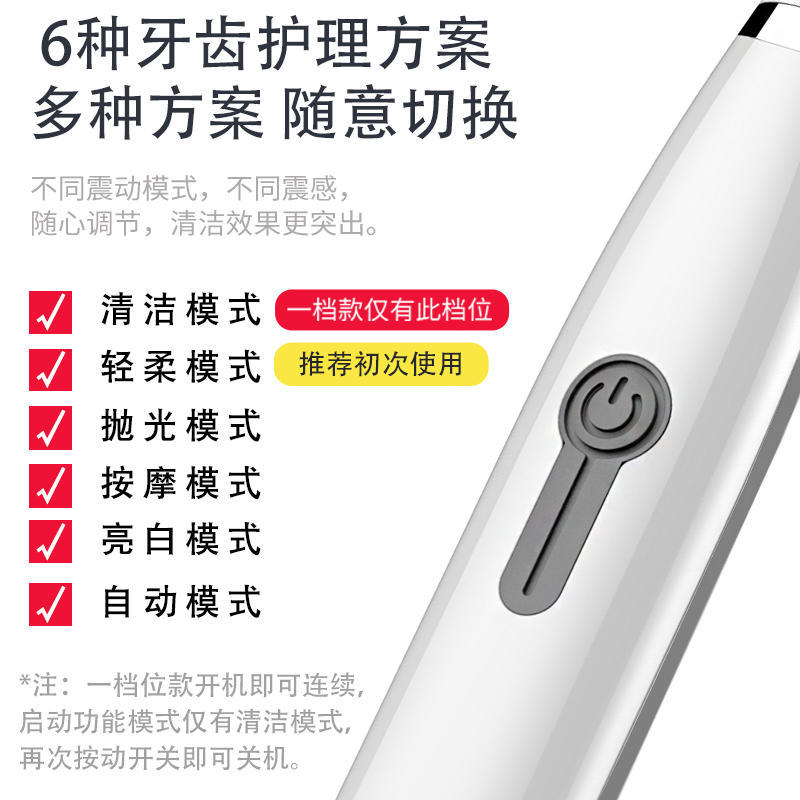 6种牙齿护理方案
多种方案 随意切换
不同震动模式，不同震感，
随心调节，清洁效果更突出。
清洁模式 一档款仅有此档位
轻柔模式 推荐初次使用
抛光模式
按摩模式
亮白模式
自动模式
*注：一档位款开机即可连续,
启动功能模式仅有清洁模式,
再次按动开关即可关机。